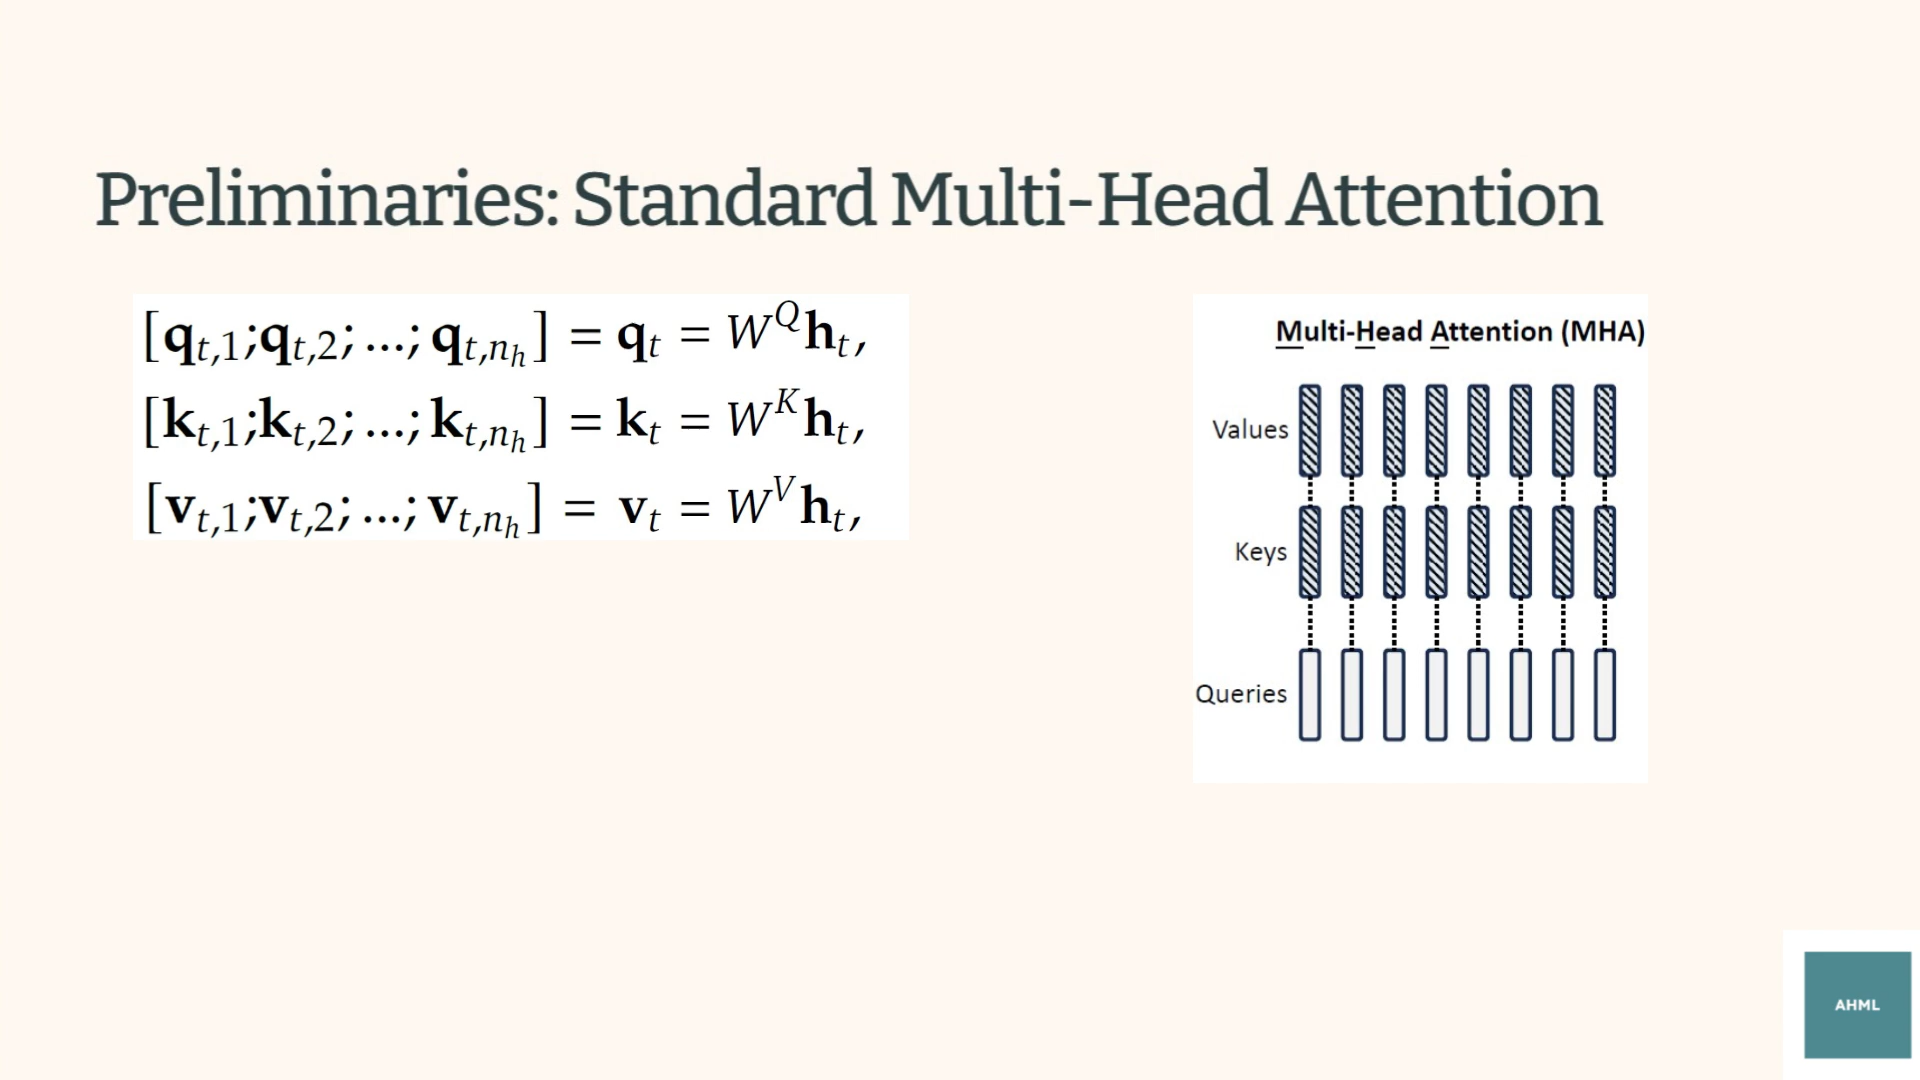 Preliminaries: Standard Multi-Head Attention
[q_{t,1};q_{t,2}; ...; q_{t,n_h}] = q_t = W^Q h_t,
[k_{t,1};k_{t,2}; ...; k_{t,n_h}] = k_t = W^K h_t,
[v_{t,1};v_{t,2}; ...; v_{t,n_h}] = v_t = W^V h_t,
Multi-Head Attention (MHA)
Values
Keys
Queries
AHML